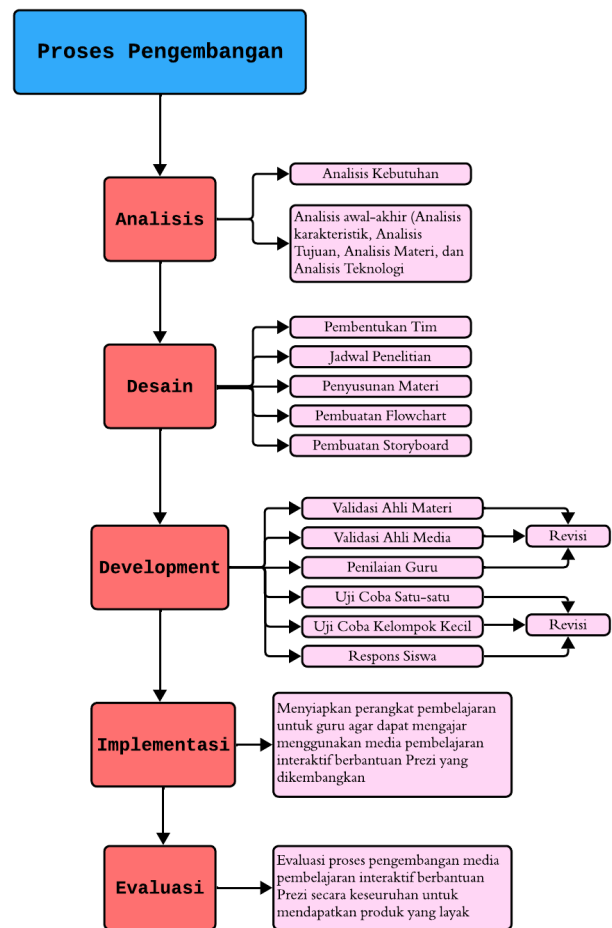 Proses Pengembangan
Analisis
Analisis Kebutuhan
Analisis awal-akhir (Analisis
karakteristik, Analisis
Tujuan, Analisis Materi, dan
Analisis Teknologi
Desain
Pembentukan Tim
Jadwal Penelitian
Penyusunan Materi
Pembuatan Flowchart
Pembuatan Storyboard
Development
Validasi Ahli Materi
Validasi Ahli Media
Penilaian Guru
Revisi
Uji Coba Satu-satu
Uji Coba Kelompok Kecil
Respons Siswa
Revisi
Implementasi
Menyiapkan perangkat pembelajaran
untuk guru agar dapat mengajar
menggunakan media pembelajaran
interaktif berbantuan Prezi yang
dikembangkan
Evaluasi
Evaluasi proses pengembangan media
pembelajaran interaktif berbantuan
Prezi secara keseuruhan untuk
mendapatkan produk yang layak